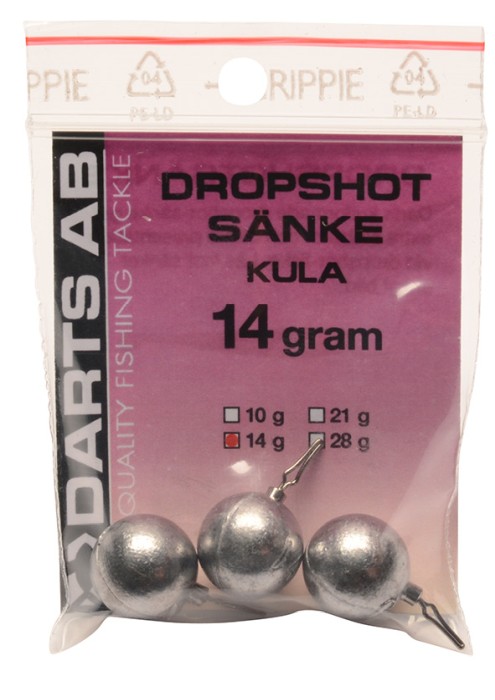 RIPPIE
04
PE-LD
RIPPIE
04
PE-LD
DARTS AB
QUALITY FISHING TACKLE
DROPSHOT
SÄNKE
KULA
14 gram
10 g 21 g
14 g 28 g